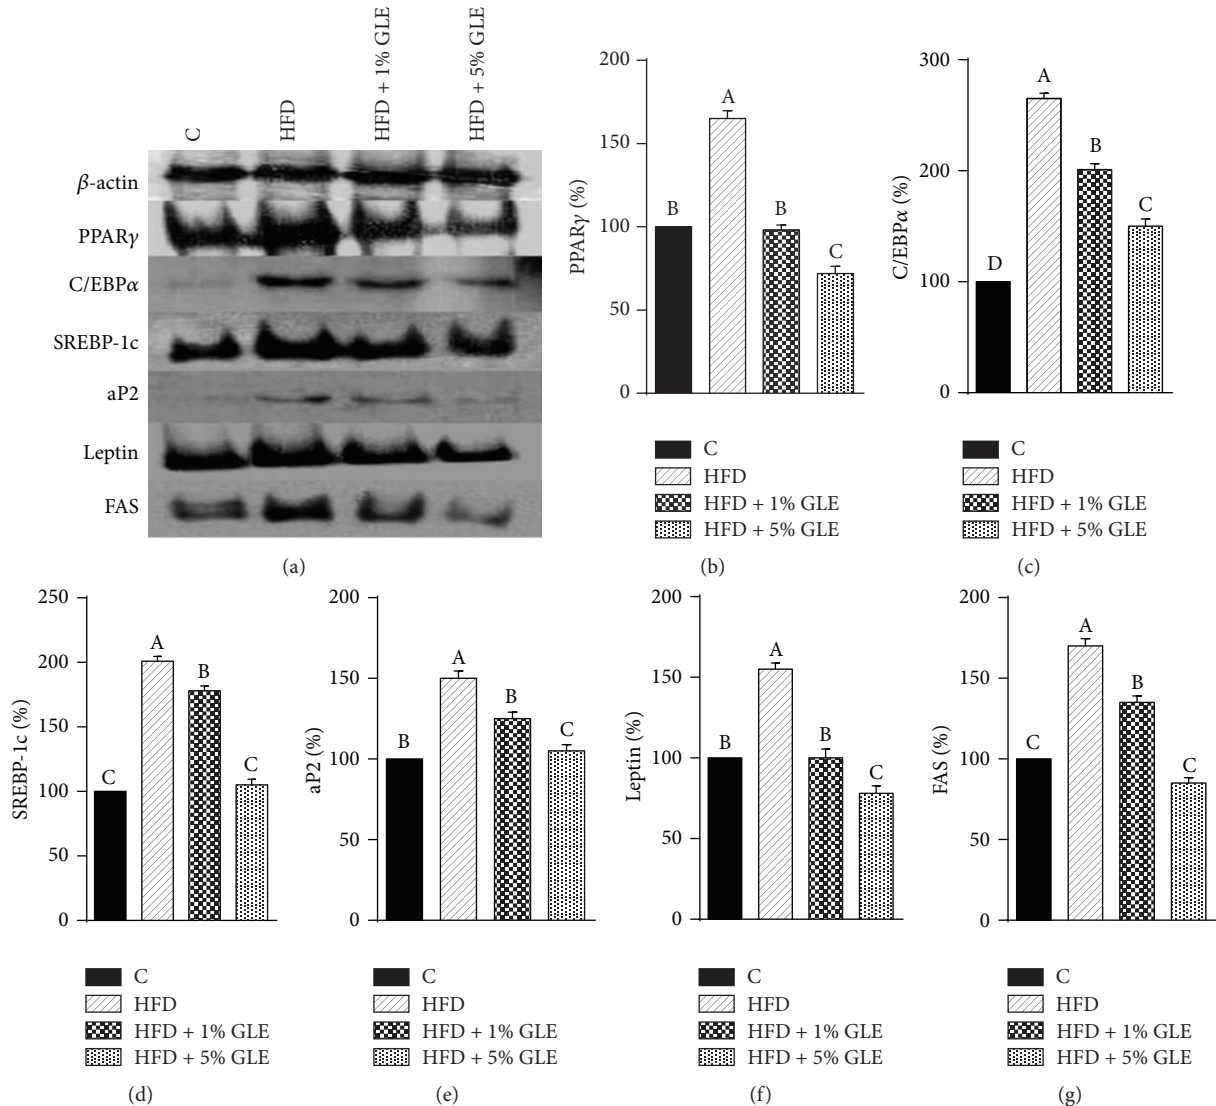 C
HFD
HFD + 1% GLE
HFD + 5% GLE
β-actin
PPARγ
C/EBPα
SREBP-1c
aP2
Leptin
FAS
(a)
PPARγ (%)
200
150
100
50
0
B
A
B
C
C
HFD
HFD + 1% GLE
HFD + 5% GLE
(b)
C/EBPα (%)
300
200
100
0
D
A
B
C
C
HFD
HFD + 1% GLE
HFD + 5% GLE
(c)
SREBP-1c (%)
250
200
150
100
50
0
C
A
B
C
C
HFD
HFD + 1% GLE
HFD + 5% GLE
(d)
aP2 (%)
200
150
100
50
0
B
A
B
C
C
HFD
HFD + 1% GLE
HFD + 5% GLE
(e)
Leptin (%)
200
150
100
50
0
B
A
B
C
C
HFD
HFD + 1% GLE
HFD + 5% GLE
(f)
FAS (%)
200
150
100
50
0
C
A
B
C
C
HFD
HFD + 1% GLE
HFD + 5% GLE
(g)